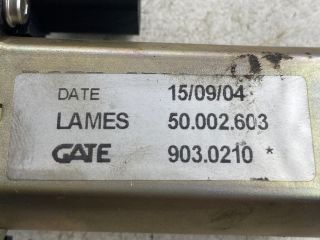 DATE 15/09/04
LAMES 50.002.603
GATE 903.0210 *